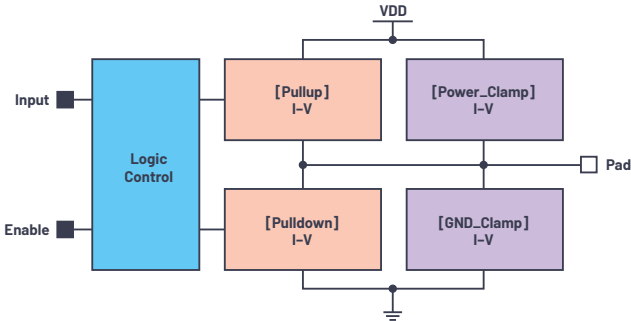 VDD
[Pullup]
I–V
[Power_Clamp]
I–V
Input
Logic
Control
Pad
Enable
[Pulldown]
I–V
[GND_Clamp]
I–V